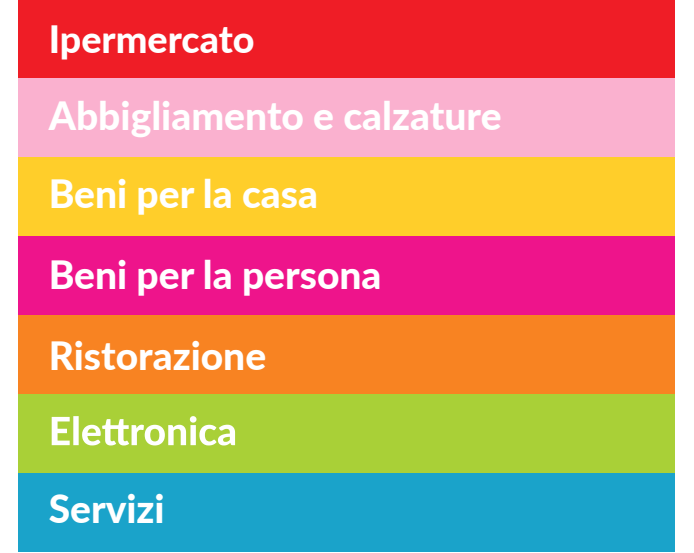 Ipermercato
Abbigliamento e calzature
Beni per la casa
Beni per la persona
Ristorazione
Elettronica
Servizi